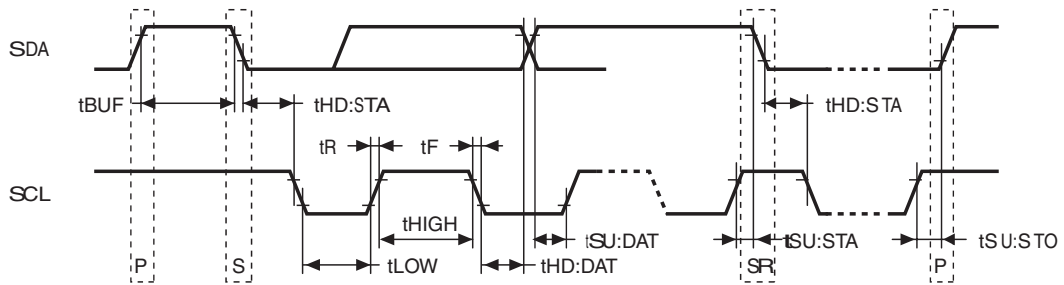 SDA
tBUF
tHD:STA
tHD:STA
tR
tF
SCL
tHIGH
tSU:DAT
tSU:STA
tSU:STO
tLOW
tHD:DAT
P
S
SR
P